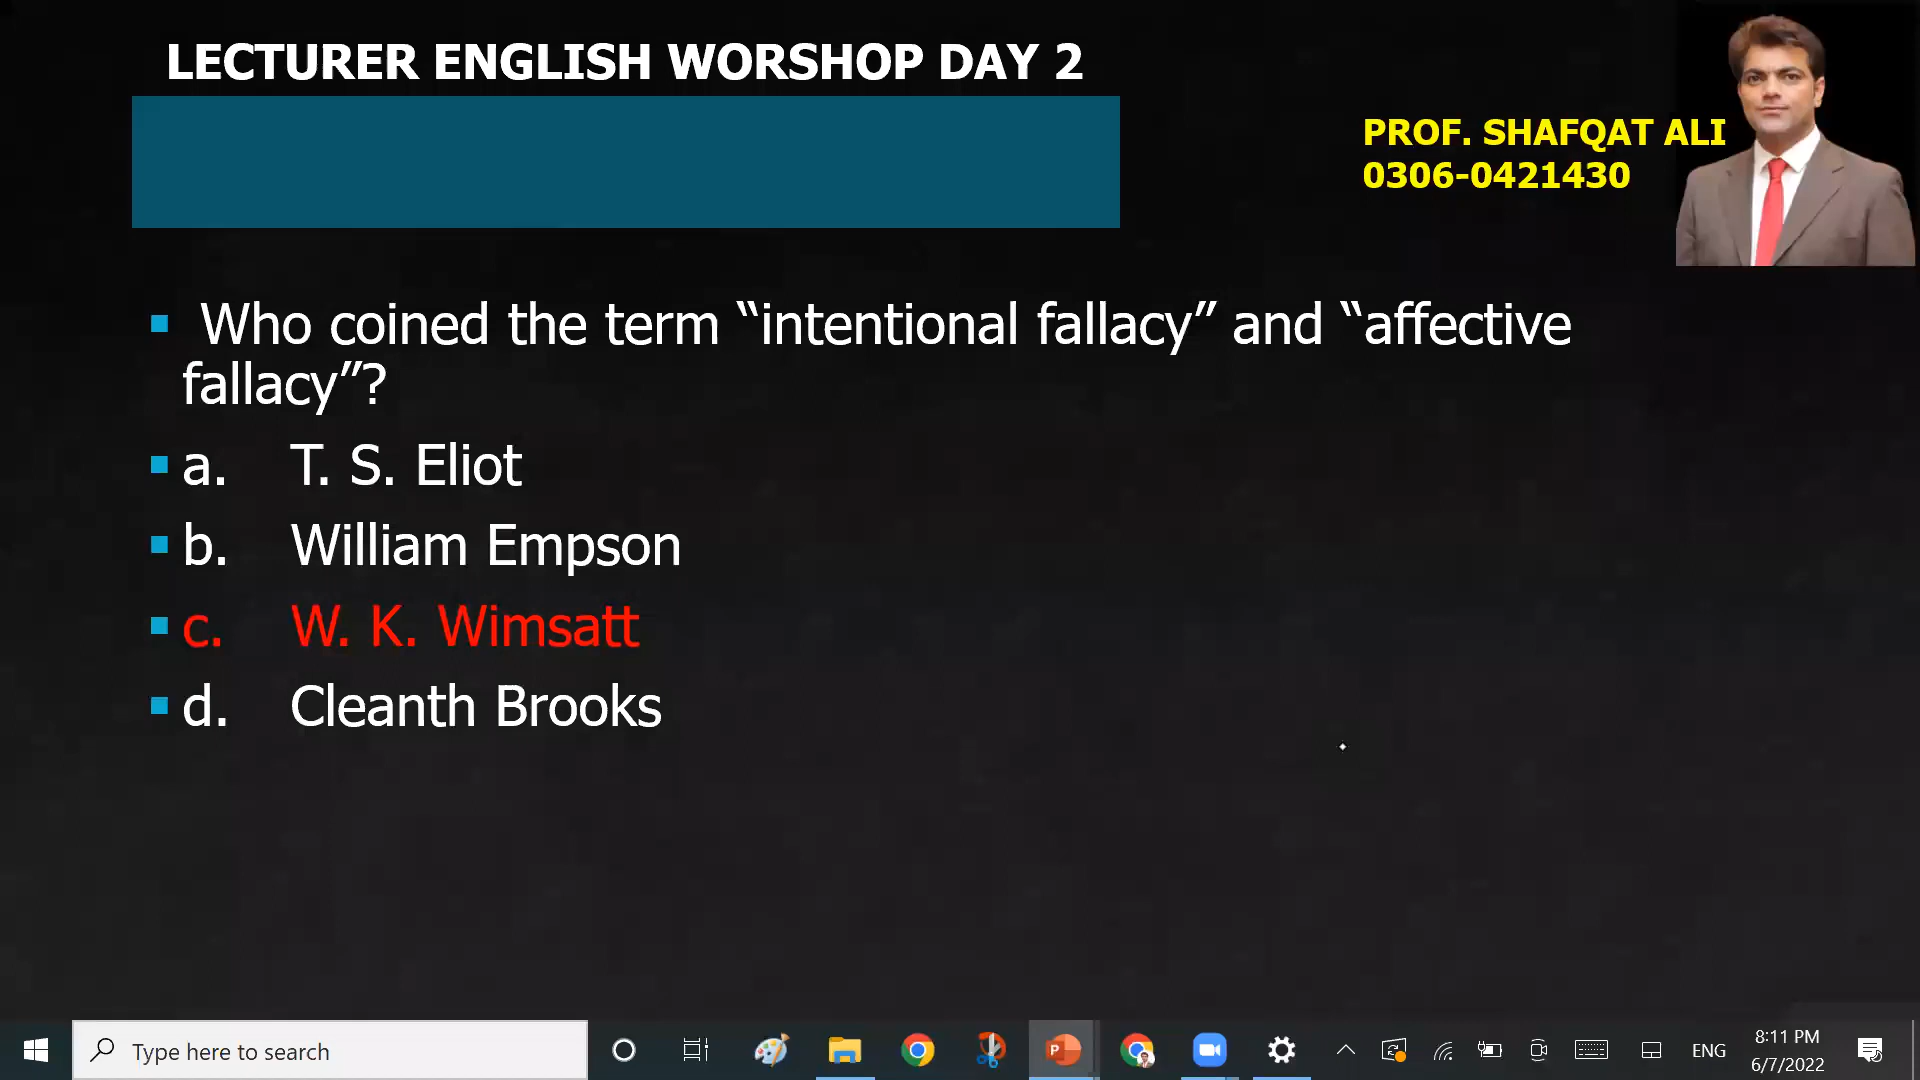 LECTURER ENGLISH WORSHOP DAY 2
PROF. SHAFQAT ALI
0306-0421430
Who coined the term “intentional fallacy” and “affective
fallacy”?
a. T. S. Eliot
b. William Empson
c. W. K. Wimsatt
d. Cleanth Brooks
Type here to search
ENG
8:11 PM
6/7/2022